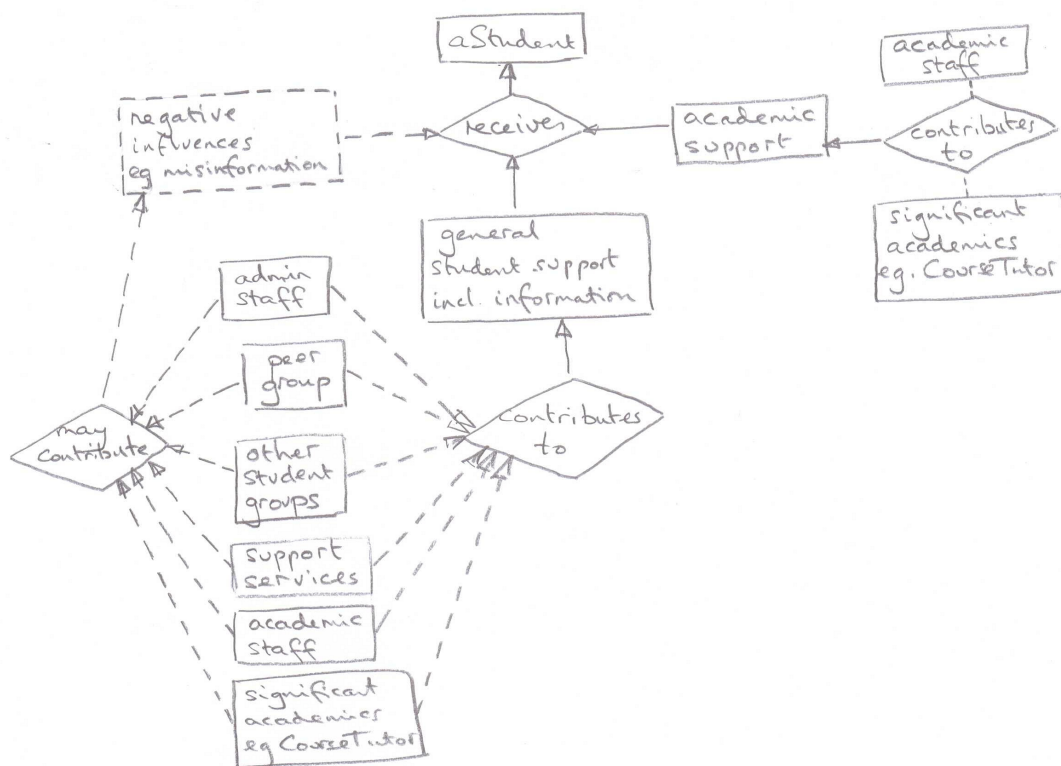 aStudent
academic
staff
negative
influences
eg misinformation
receives
academic
support
contributes
to
general
student support
incl. information
significant
academics
eg. CourseTutor
admin
staff
peer
group
contributes
to
may
contribute
other
student
groups
support
services
academic
staff
significant
academics
eg CourseTutor